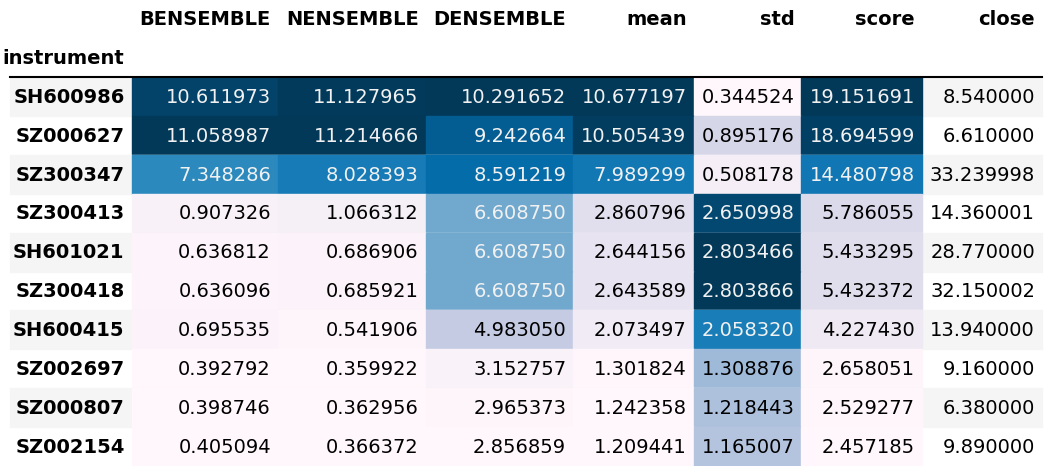 BENSEMBLE NENSEMBLE DENSEMBLE mean std score close
instrument
SH600986 10.611973 11.127965 10.291652 10.677197 0.344524 19.151691 8.540000
SZ000627 11.058987 11.214666 9.242664 10.505439 0.895176 18.694599 6.610000
SZ300347 7.348286 8.028393 8.591219 7.989299 0.508178 14.480798 33.239998
SZ300413 0.907326 1.066312 6.608750 2.860796 2.650998 5.786055 14.360001
SH601021 0.636812 0.686906 6.608750 2.644156 2.803466 5.433295 28.770000
SZ300418 0.636096 0.685921 6.608750 2.643589 2.803866 5.432372 32.150002
SH600415 0.695535 0.541906 4.983050 2.073497 2.058320 4.227430 13.940000
SZ002697 0.392792 0.359922 3.152757 1.301824 1.308876 2.658051 9.160000
SZ000807 0.398746 0.362956 2.965373 1.242358 1.218443 2.529277 6.380000
SZ002154 0.405094 0.366372 2.856859 1.209441 1.165007 2.457185 9.890000